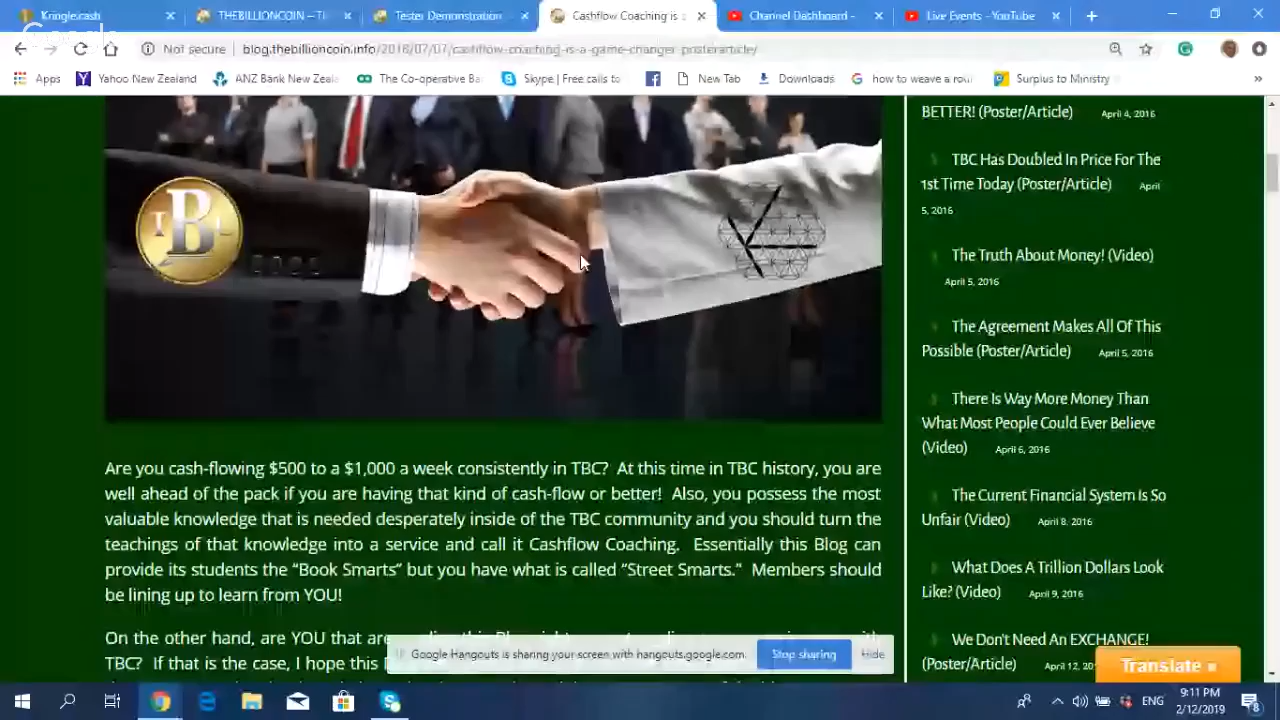 Kringle.cash
THEBILLIONCOIN –
Tester Demonstration
Cashflow Coaching is a
Channel Dashboard -
Live Events - YouTube
Google
Not secure
blog.thebillioncoin.info/2018/07/07/cashflow-coaching-is-a-game-changer-posterarticle/
Apps
Yahoo New Zealand
ANZ Bank New Zeala
The Co-operative Ba
Skype | Free calls to
New Tab
Downloads
how to weave a rou
Surplus to Ministry
»
T B C
Are you cash-flowing $500 to a $1,000 a week consistently in TBC? At this time in TBC history, you are
well ahead of the pack if you are having that kind of cash-flow or better! Also, you possess the most
valuable knowledge that is needed desperately inside of the TBC community and you should turn the
teachings of that knowledge into a service and call it Cashflow Coaching. Essentially this Blog can
provide its students the “Book Smarts” but you have what is called “Street Smarts.” Members should
be lining up to learn from YOU!
On the other hand, are YOU that are
TBC? If that is the case, I hope this
BETTER! (Poster/Article) April 4, 2016
TBC Has Doubled In Price For The
1st Time Today (Poster/Article) April
5, 2016
The Truth About Money! (Video)
April 5, 2016
The Agreement Makes All Of This
Possible (Poster/Article) April 5, 2016
There Is Way More Money Than
What Most People Could Ever Believe
(Video) April 6, 2016
The Current Financial System Is So
Unfair (Video) April 8, 2016
What Does A Trillion Dollars Look
Like? (Video) April 9, 2016
We Don't Need An EXCHANGE!
(Poster/Article) April 12,
Google Hangouts is sharing your screen with hangouts.google.com.
Stop sharing
Hide
Translate »
ENG
9:11 PM
2/12/2019
8